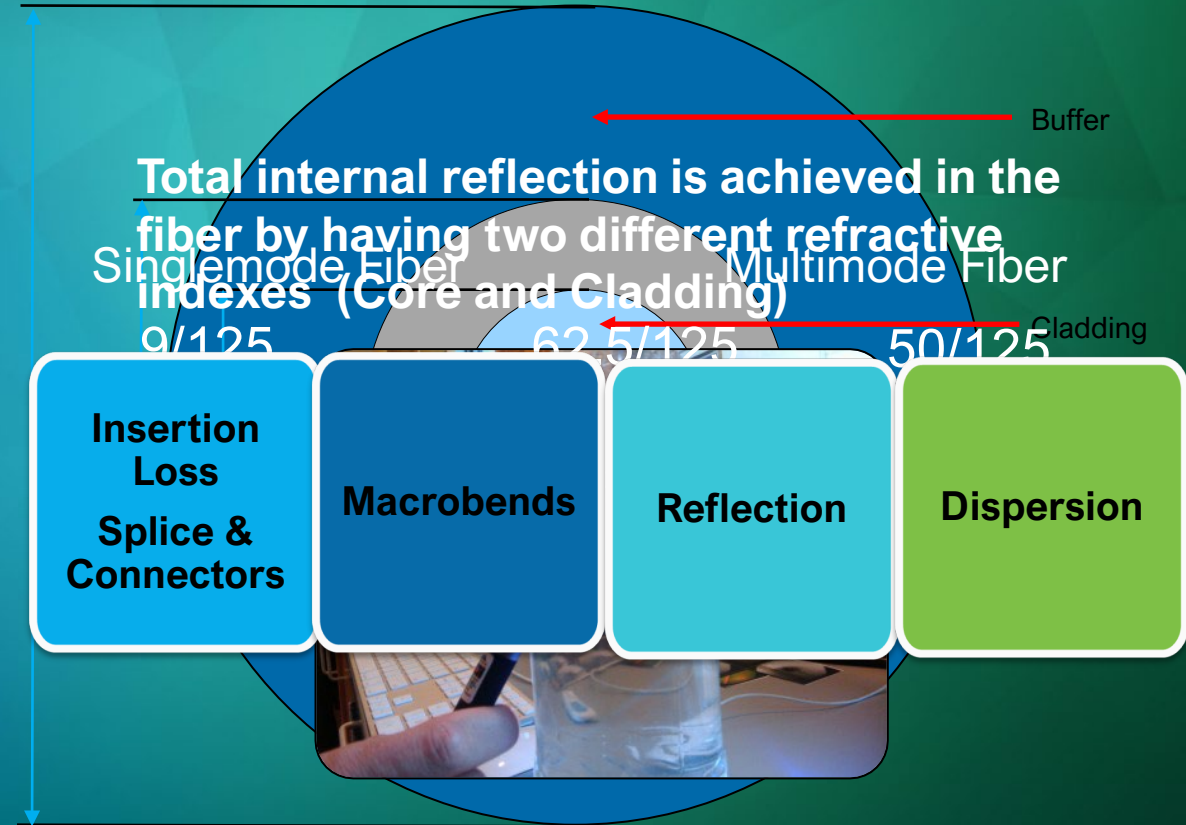 Buffer
Total internal reflection is achieved in the
fiber by having two different refractive
indexes (Core and Cladding)
Singlemode Fiber
Multimode Fiber
Cladding
9/125
62.5/125
50/125
Insertion
Loss
Splice &
Connectors
Macrobends
Reflection
Dispersion